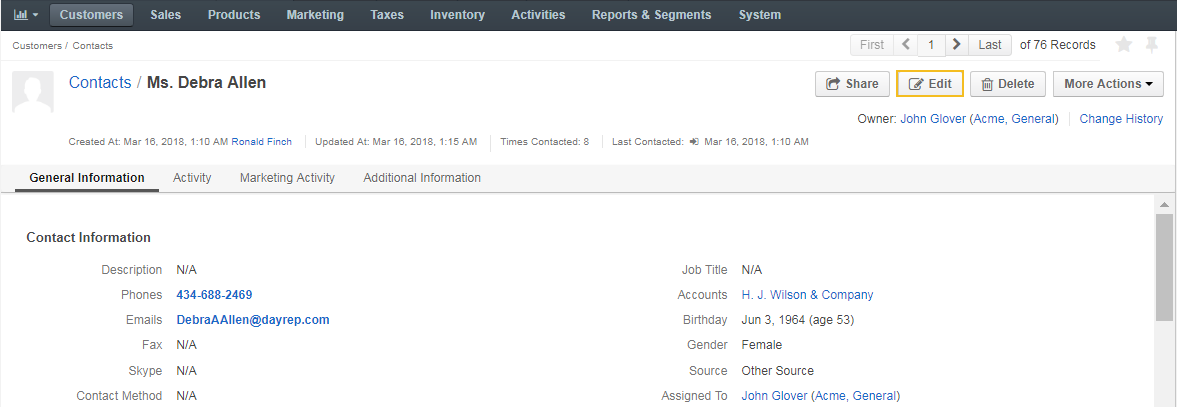 Customers Sales Products Marketing Taxes Inventory Activities Reports & Segments System
Customers / Contacts First 1 Last of 76 Records
Contacts / Ms. Debra Allen Share Edit Delete More Actions
Owner: John Glover (Acme, General) Change History
Created At: Mar 16, 2018, 1:10 AM Ronald Finch Updated At: Mar 16, 2018, 1:15 AM Times Contacted: 8 Last Contacted: Mar 16, 2018, 1:10 AM
General Information Activity Marketing Activity Additional Information
Contact Information
Description N/A Job Title N/A
Phones 434-688-2469 Accounts H. J. Wilson & Company
Emails DebraAAllen@dayrep.com Birthday Jun 3, 1964 (age 53)
Fax N/A Gender Female
Skype N/A Source Other Source
Contact Method N/A Assigned To John Glover (Acme, General)